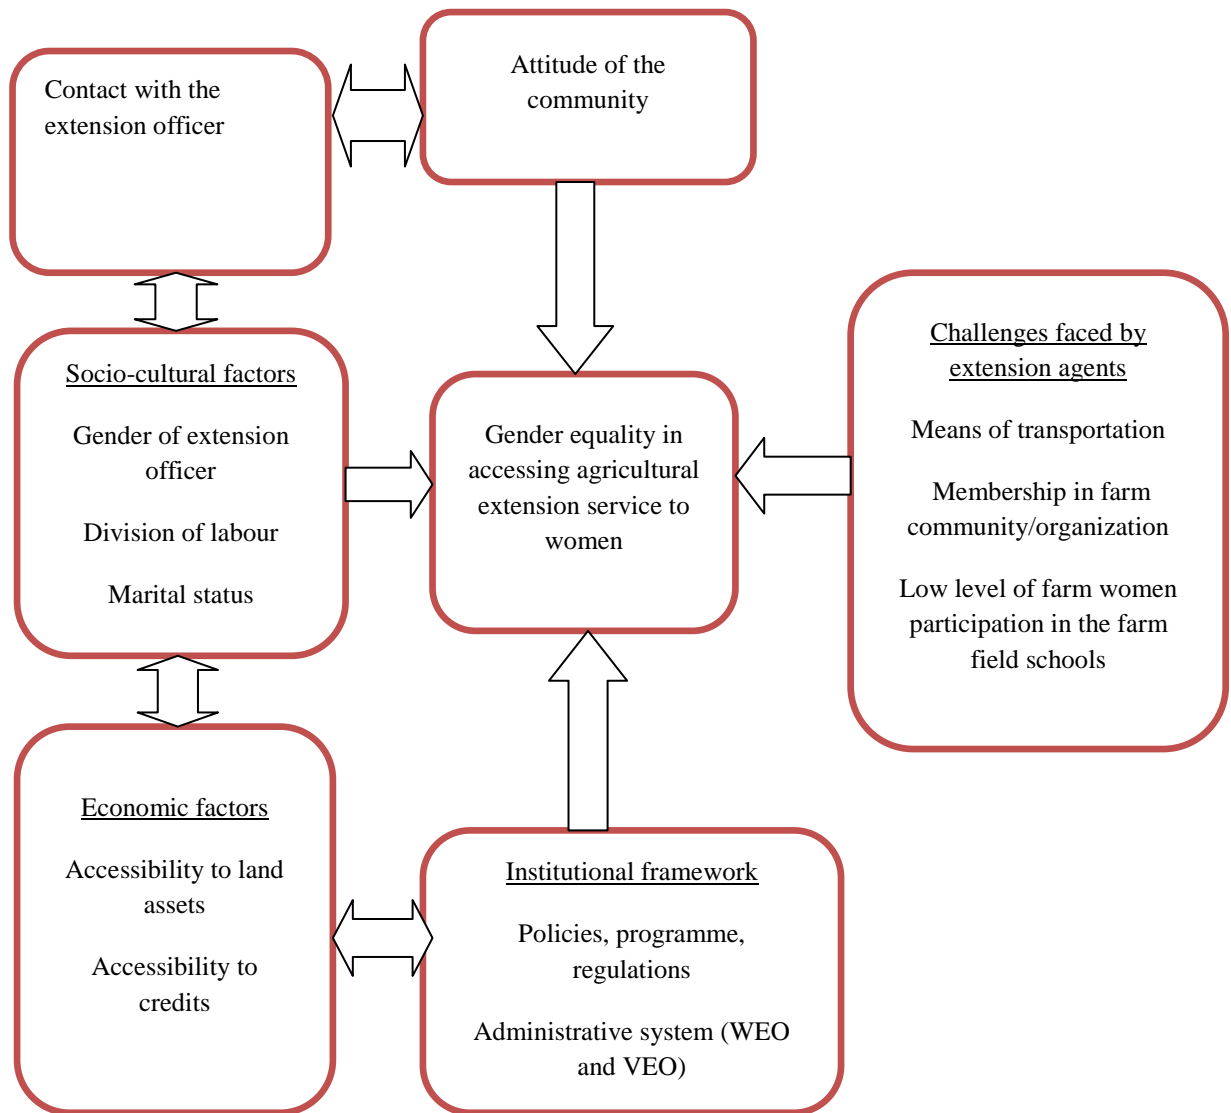 Contact with the
extension officer
Attitude of the
community
Socio-cultural factors
Gender of extension
officer
Division of labour
Marital status
Gender equality in
accessing agricultural
extension service to
women
Challenges faced by
extension agents
Means of transportation
Membership in farm
community/organization
Low level of farm women
participation in the farm
field schools
Economic factors
Accessibility to land
assets
Accessibility to
credits
Institutional framework
Policies, programme,
regulations
Administrative system (WEO
and VEO)